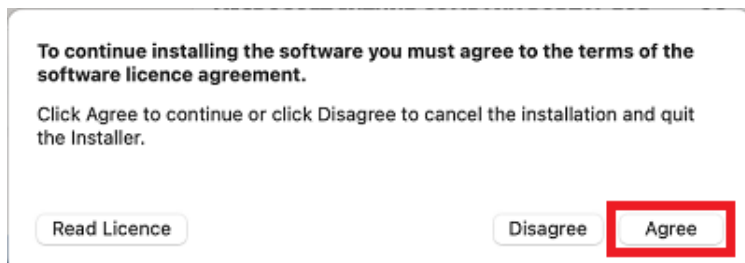 To continue installing the software you must agree to the terms of the
software licence agreement.
Click Agree to continue or click Disagree to cancel the installation and quit
the Installer.
Read Licence
Disagree
Agree